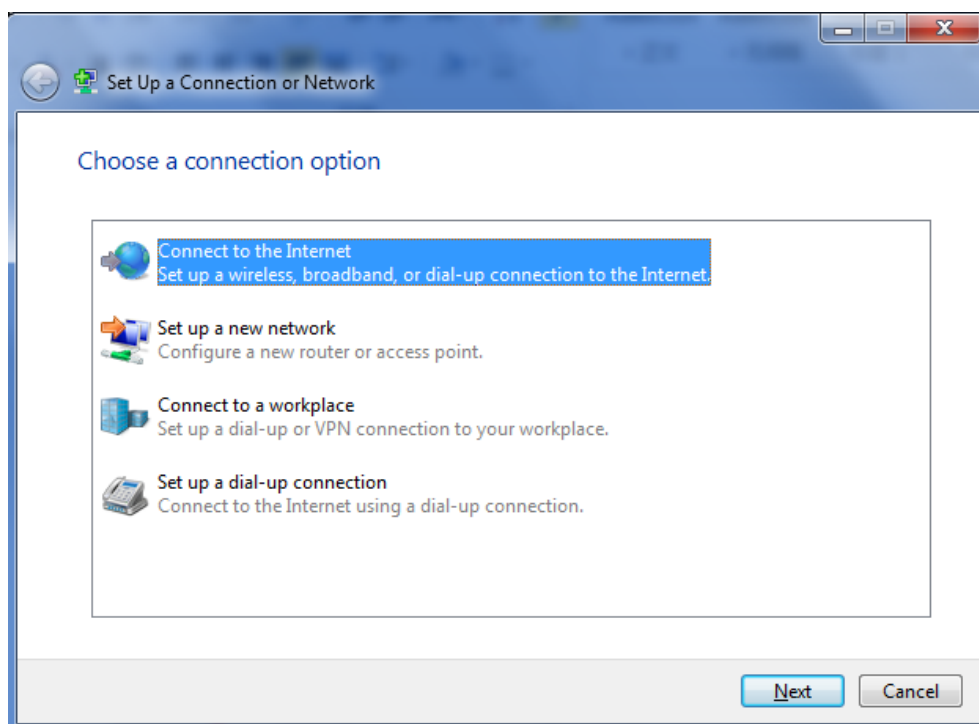 Set Up a Connection or Network
Choose a connection option
Connect to the Internet
Set up a wireless, broadband, or dial-up connection to the Internet.
Set up a new network
Configure a new router or access point.
Connect to a workplace
Set up a dial-up or VPN connection to your workplace.
Set up a dial-up connection
Connect to the Internet using a dial-up connection.
Next Cancel